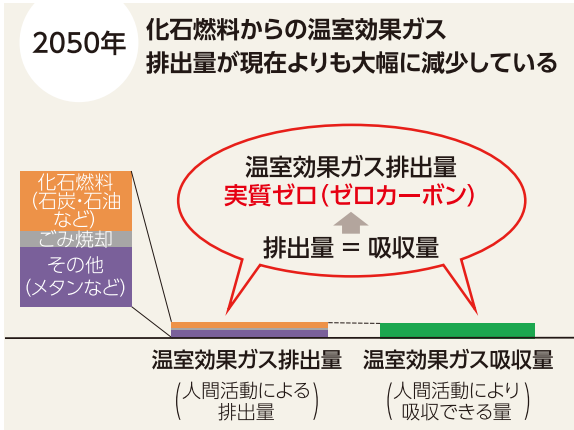 2050年
化石燃料からの温室効果ガス
排出量が現在よりも大幅に減少している
温室効果ガス排出量
実質ゼロ(ゼロカーボン)
排出量 = 吸収量
化石燃料
(石炭・石油
など)
ごみ焼却
その他
(メタンなど)
温室効果ガス排出量
(人間活動による
排出量)
温室効果ガス吸収量
(人間活動により
吸収できる量)